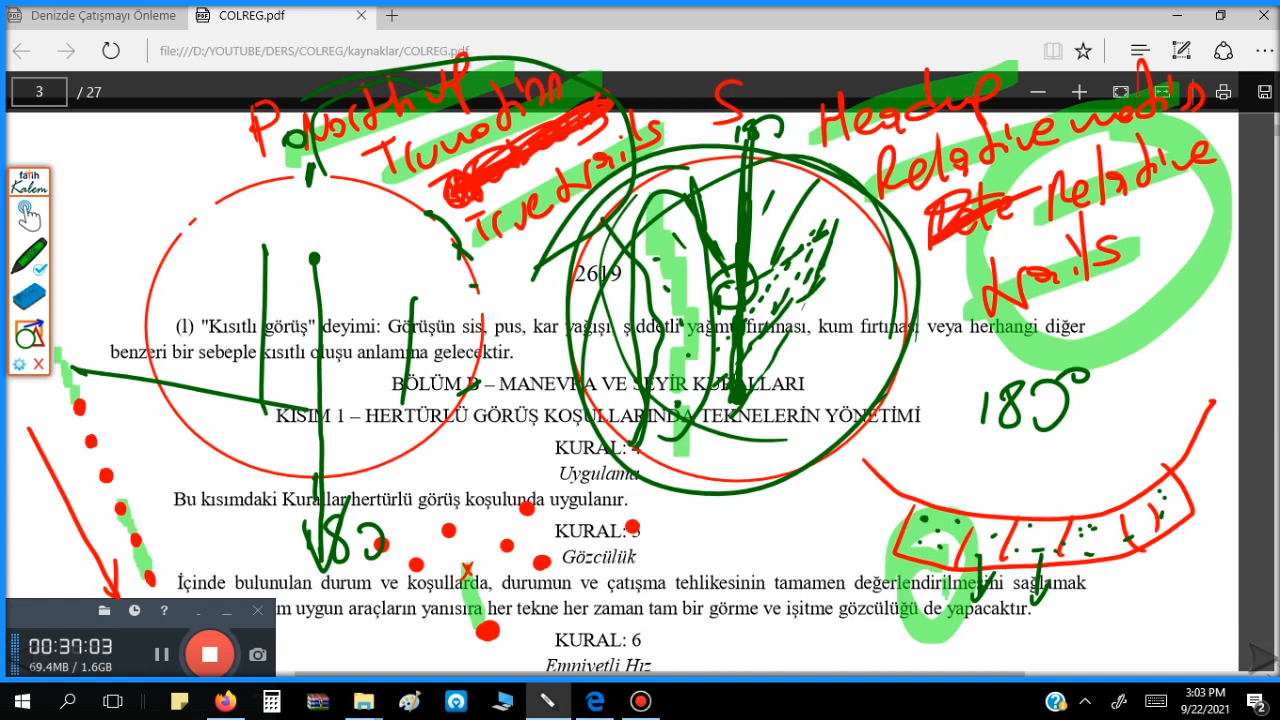 Denizde Çatışmayı Önleme
COLREG.pdf
file:///D:/YOUTUBE/DERS/COLREG/kaynaklar/COLREG.pdf
3 / 27
P
North up
True motion
True trails
S
Head up
Relative motion
Relative
trails
fatih
Kalem
2619
(l) "Kısıtlı görüş" deyimi: Görüşün sis, pus, kar yağışı, şiddetli yağmur fırtınası, kum fırtınası veya herhangi diğer
benzeri bir sebeple kısıtlı oluşu anlamına gelecektir.
180°
BÖLÜM B – MANEVRA VE SEYİR KURALLARI
KISIM 1 – HERTÜRLÜ GÖRÜŞ KOŞULLARINDA TEKNELERİN YÖNETİMİ
KURAL: 4
Uygulama
Bu kısımdaki Kurallar hertürlü görüş koşulunda uygulanır.
180
KURAL: 5
Gözcülük
İçinde bulunulan durum ve koşullarda, durumun ve çatışma tehlikesinin tamamen değerlendirilmesini sağlamak
uygun araçların yanısıra her tekne her zaman tam bir görme ve işitme gözcülüğü de yapacaktır.
KURAL: 6
Emniyetli Hız
00:39:03
69.4MB / 1.6GB
3:03 PM
9/22/2021
2